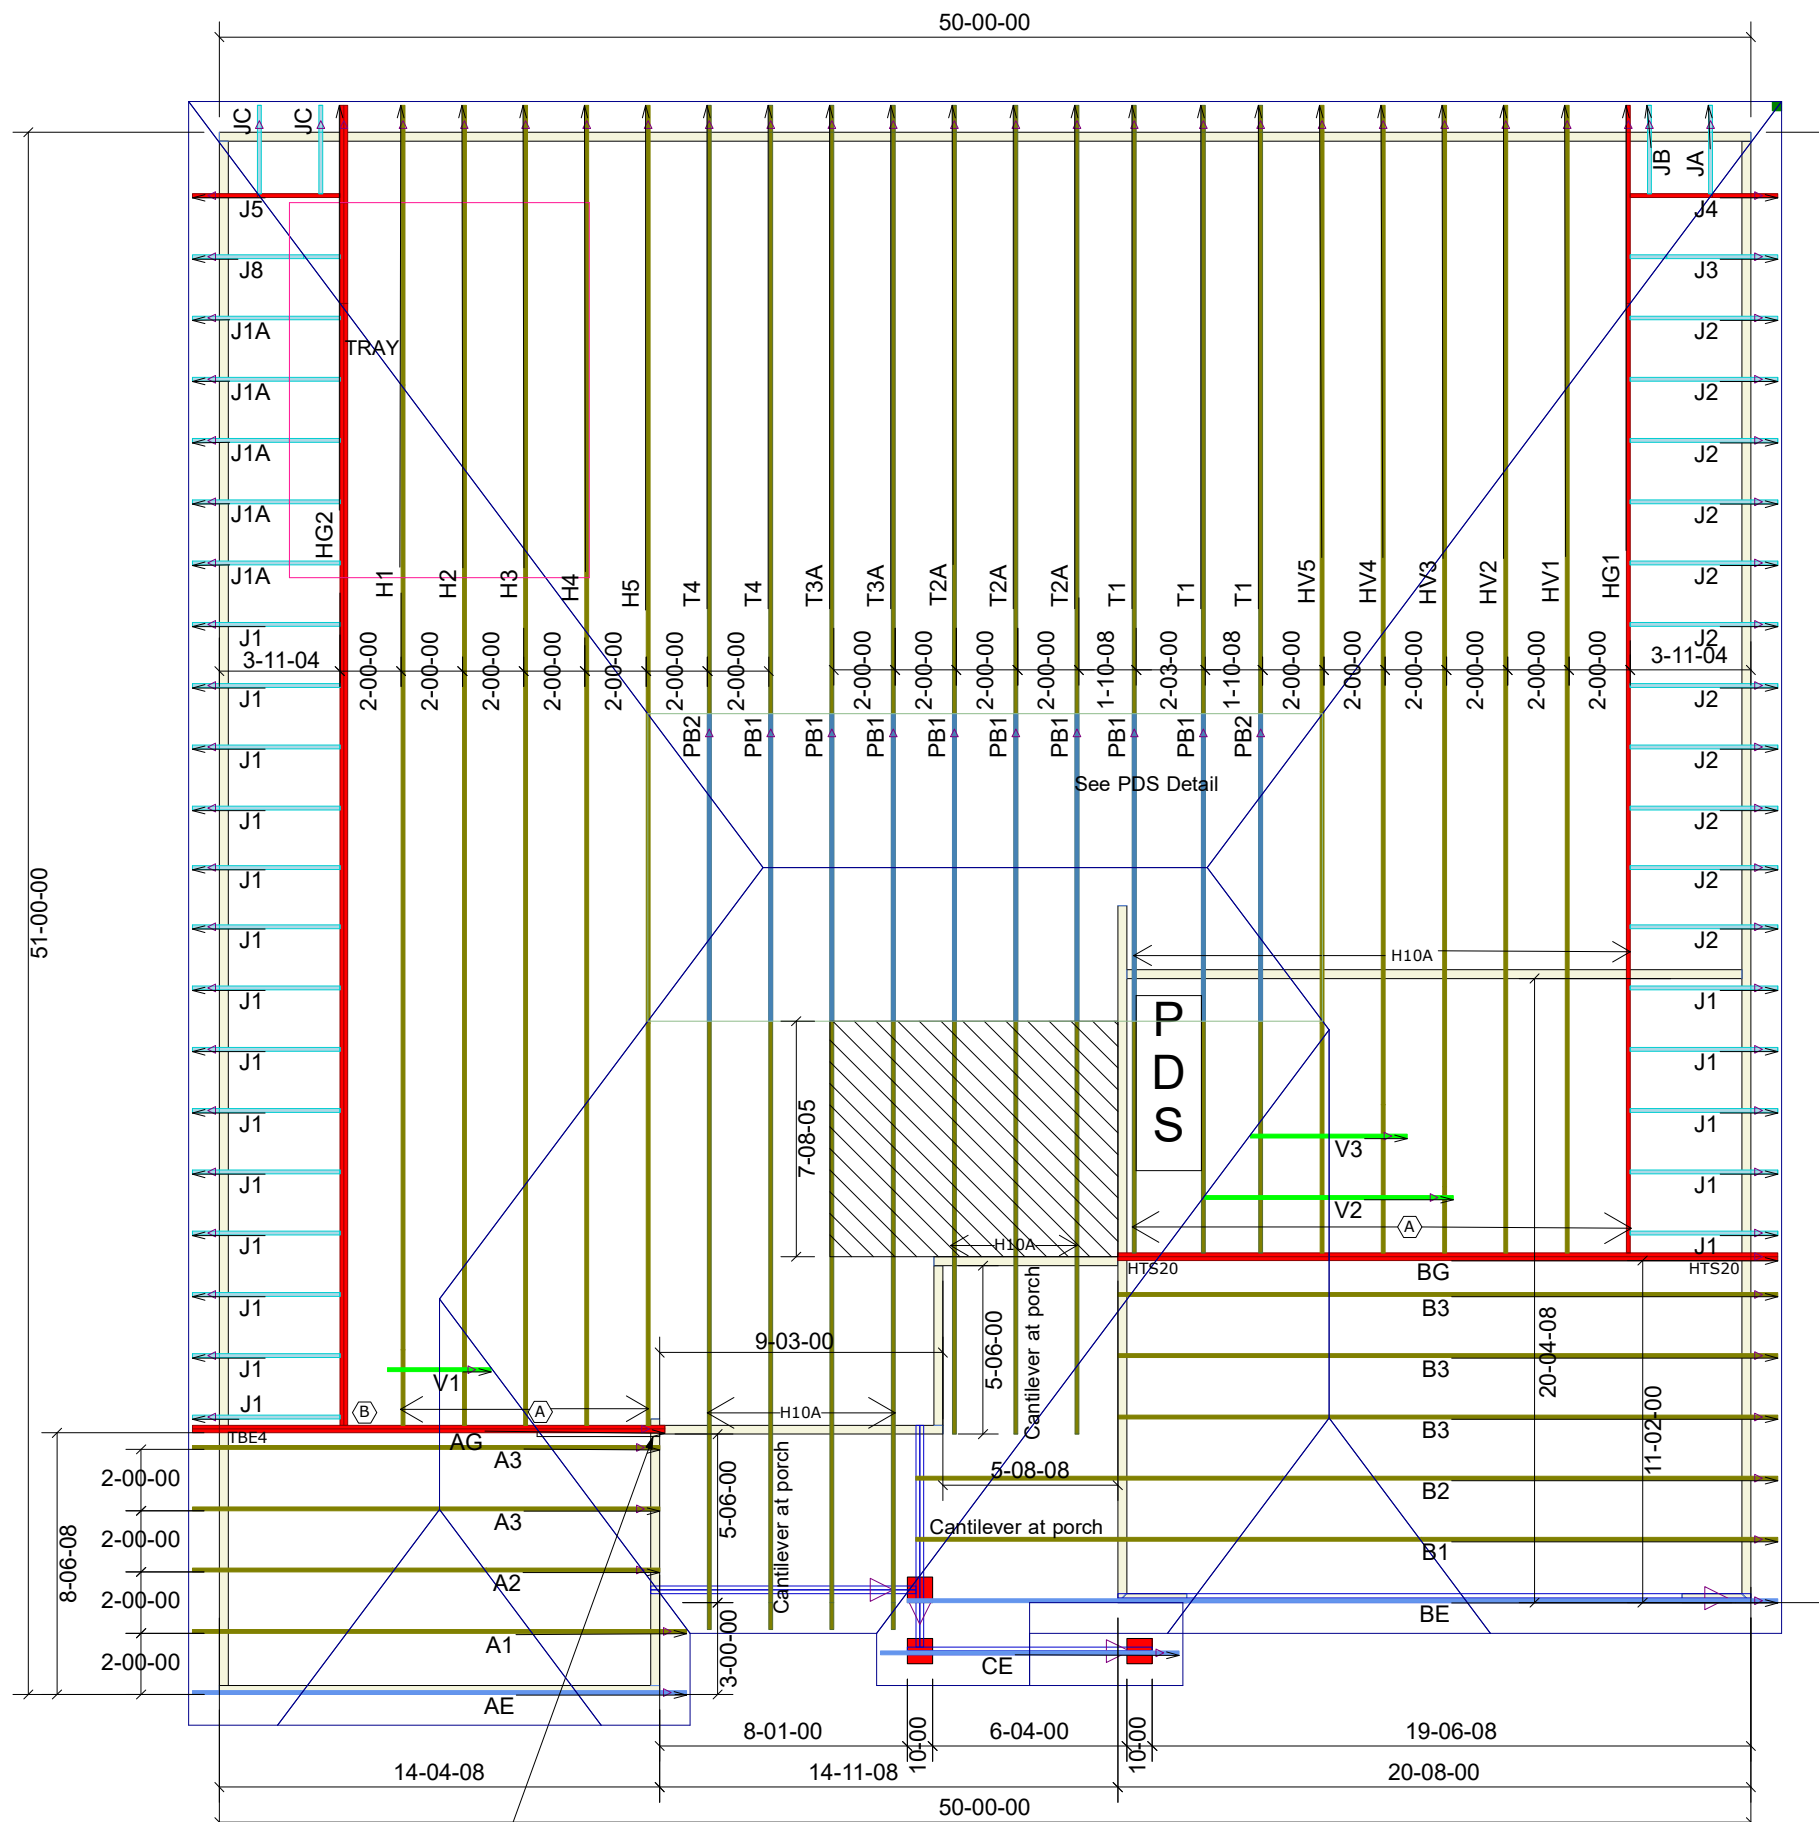 50-00-00
JC
JC
JB
JA
J5
J4
J8
J3
J1A
TRAY
J2
J1A
J2
J1A
J2
J1A
J2
HG2
J1A
J2
H1
H2
H3
H4
H5
T4
T4
T3A
T3A
T2A
T2A
T2A
T1
T1
T1
HV5
HV4
HV3
HV2
HV1
HG1
J1
J2
3-11-04
2-00-00
2-00-00
2-00-00
2-00-00
2-00-00
2-00-00
2-00-00
2-00-00
2-00-00
2-00-00
2-00-00
1-10-08
2-03-00
1-10-08
2-00-00
2-00-00
2-00-00
2-00-00
2-00-00
2-00-00
3-11-04
J1
J2
PB2
PB1
PB1
PB1
PB1
PB1
PB1
PB1
PB1
PB2
J1
J2
See PDS Detail
J1
J2
J1
J2
51-00-00
J1
J2
H10A
J1
J1
PDS
J1
J1
7-08-05
J1
J1
V3
J1
J1
V2
A
J1
J1
H10A
HTS20
BG
HTS20
J1
B3
5-06-00
Cantilever at porch
20-04-08
9-03-00
J1
V1
B3
J1
B
A
H10A
11-02-00
B3
TBE4
AG
A3
2-00-00
5-08-08
B2
8-06-08
A3
5-06-00
Cantilever at porch
Cantilever at porch
2-00-00
B1
A2
2-00-00
BE
A1
2-00-00
3-00-00
CE
AE
8-01-00
10-00
6-04-00
10-00
19-06-08
14-04-08
14-11-08
20-08-00
50-00-00